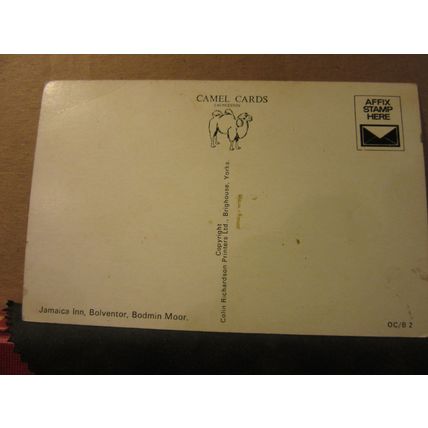 CAMEL CARDS
LAUNCESTON
AFFIX
STAMP
HERE
Copyright
Colin Richardson Printers Ltd., Brighouse, Yorks.
Jamaica Inn, Bolventor, Bodmin Moor.
OC/B 2